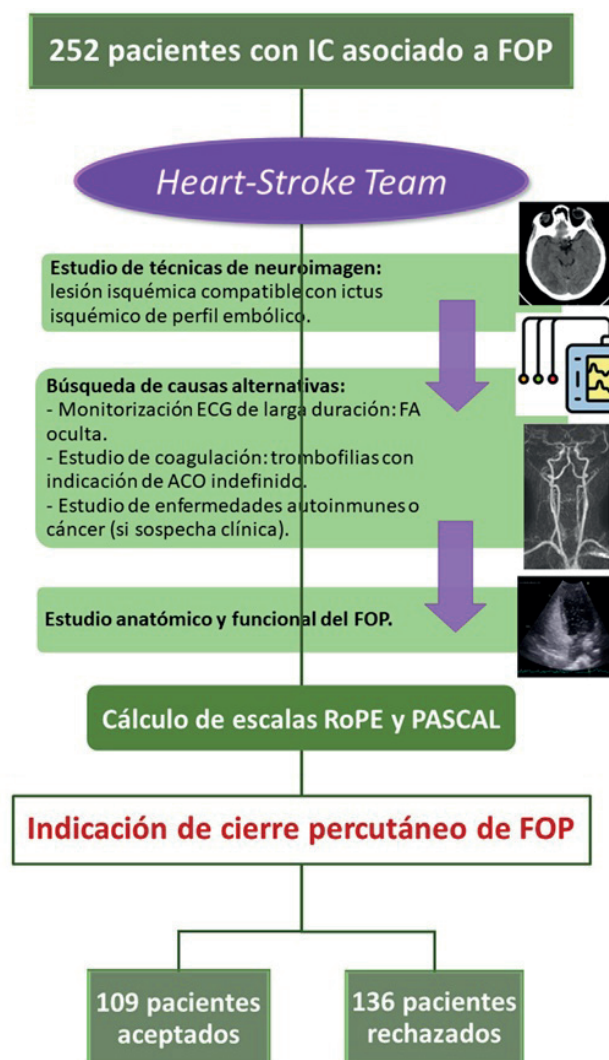 252 pacientes con IC asociado a FOP
Heart-Stroke Team
Estudio de técnicas de neuroimagen:
lesión isquémica compatible con ictus
isquémico de perfil embólico.
Búsqueda de causas alternativas:
- Monitorización ECG de larga duración: FA
oculta.
- Estudio de coagulación: trombofilias con
indicación de ACO indefinido.
- Estudio de enfermedades autoinmunes o
cáncer (si sospecha clínica).
Estudio anatómico y funcional del FOP.
Cálculo de escalas RoPE y PASCAL
Indicación de cierre percutáneo de FOP
109 pacientes
aceptados
136 pacientes
rechazados